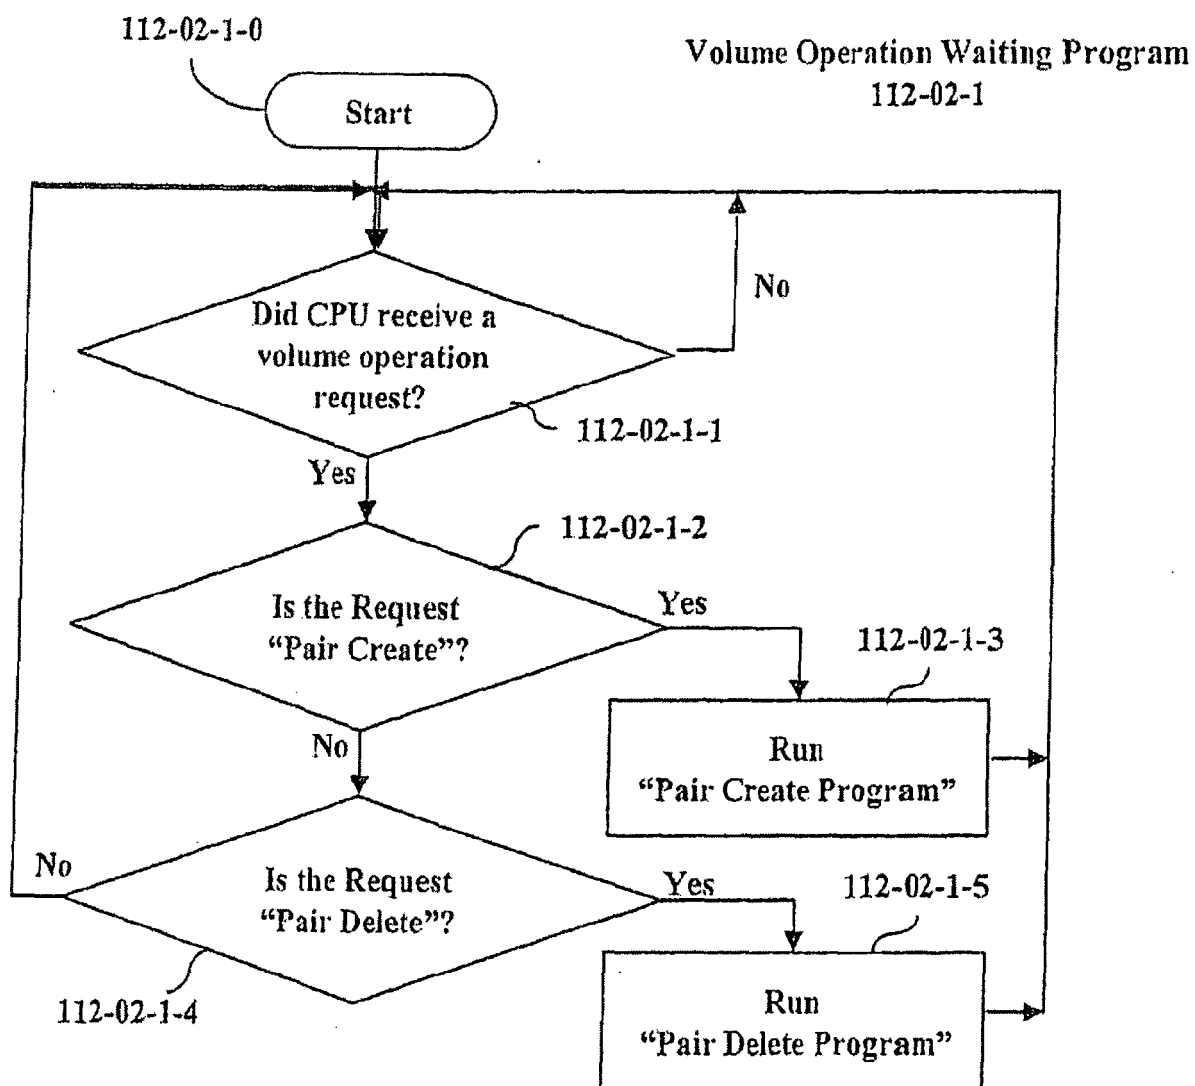 112-02-1-0
Volume Operation Waiting Program
112-02-1
Start
No
Did CPU receive a
volume operation
request?
112-02-1-1
Yes
112-02-1-2
Is the Request
“Pair Create”?
Yes
112-02-1-3
Run
“Pair Create Program”
No
No
Is the Request
“Pair Delete”?
Yes
112-02-1-5
112-02-1-4
Run
“Pair Delete Program”